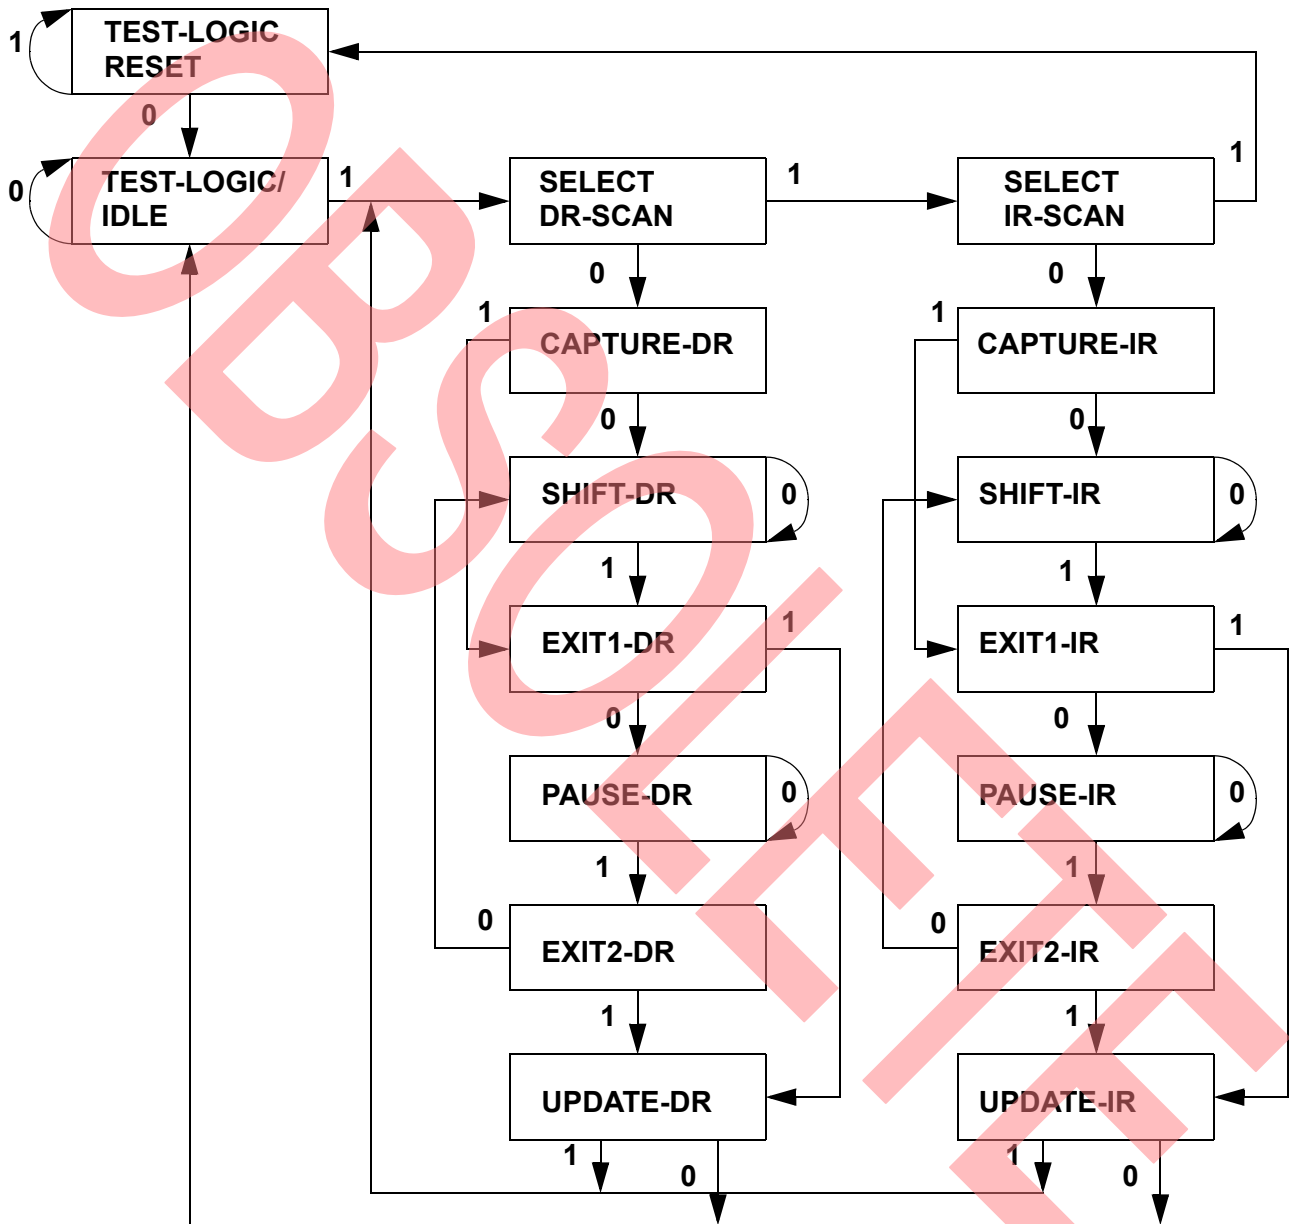 TEST-LOGIC
RESET
1
0
TEST-LOGIC/
IDLE
0
1
SELECT
DR-SCAN
1
SELECT
IR-SCAN
1
0
0
1
CAPTURE-DR
1
CAPTURE-IR
0
0
SHIFT-DR
0
SHIFT-IR
0
1
1
EXIT1-DR
1
EXIT1-IR
1
0
0
PAUSE-DR
0
PAUSE-IR
0
1
1
0
EXIT2-DR
0
EXIT2-IR
1
1
UPDATE-DR
UPDATE-IR
1
0
1
0
OBSOLETE